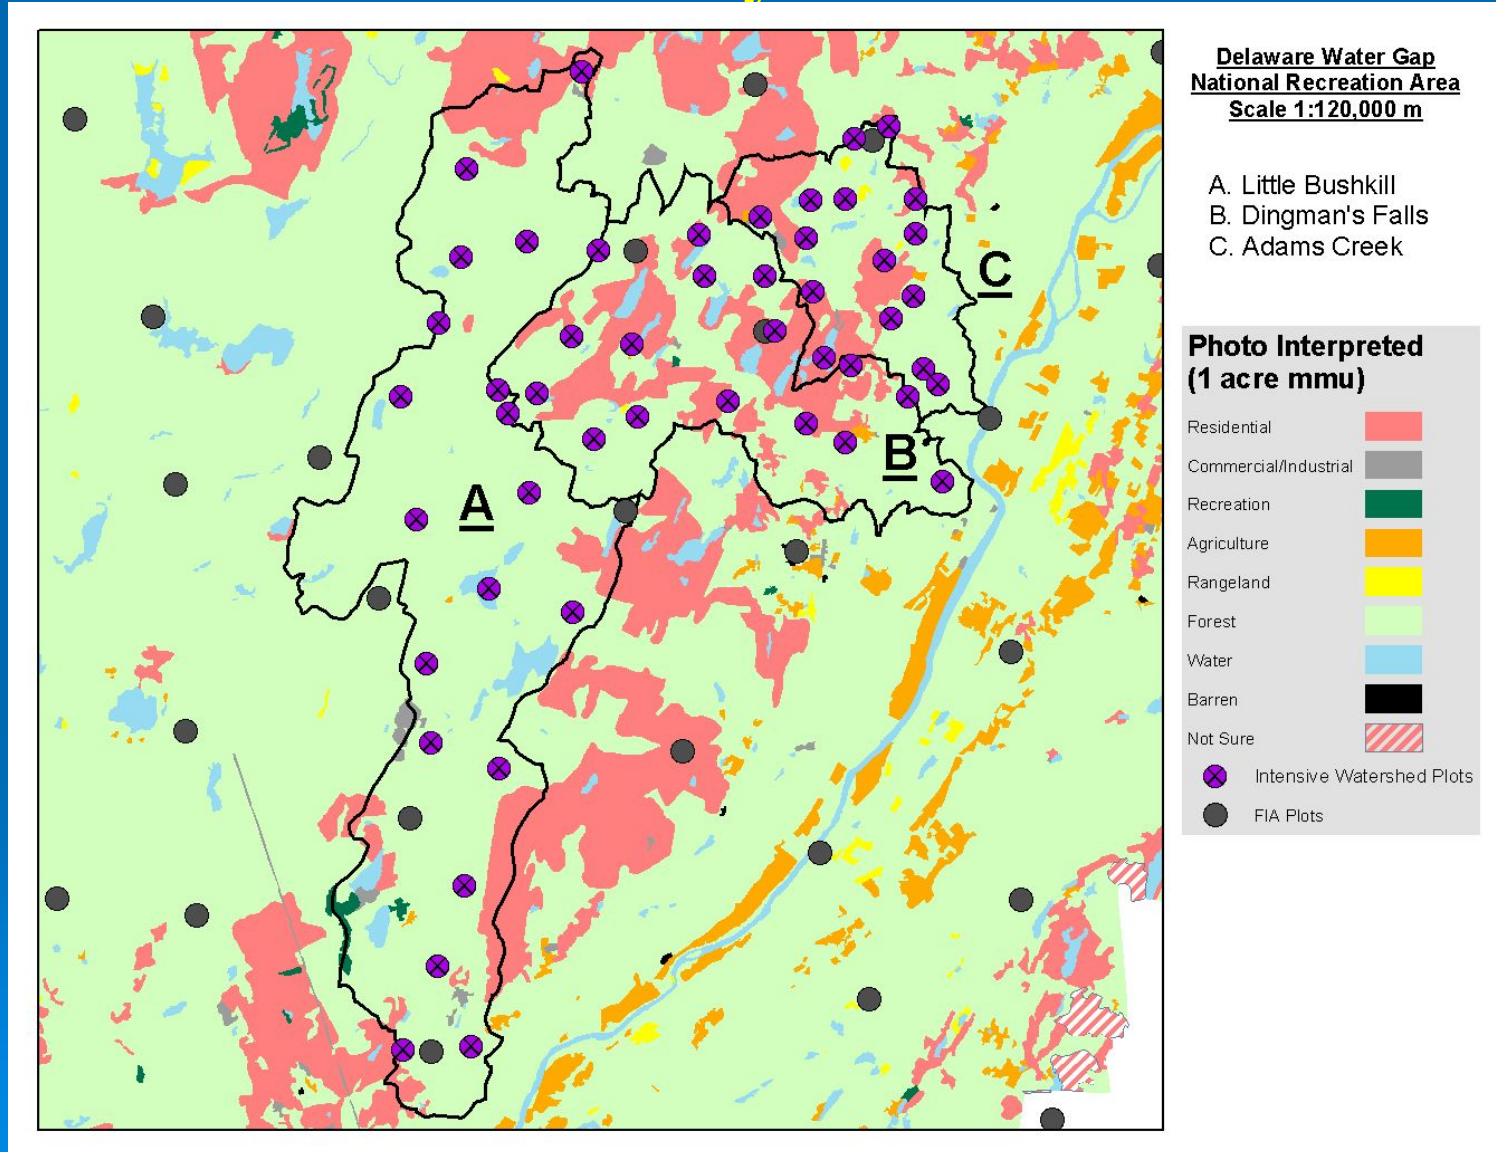 Delaware Water Gap
National Recreation Area
Scale 1:120,000 m
A. Little Bushkill
B. Dingman's Falls
C. Adams Creek
C
B
A
Photo Interpreted
(1 acre mmu)
Residential
Commercial/Industrial
Recreation
Agriculture
Rangeland
Forest
Water
Barren
Not Sure
Intensive Watershed Plots
FIA Plots